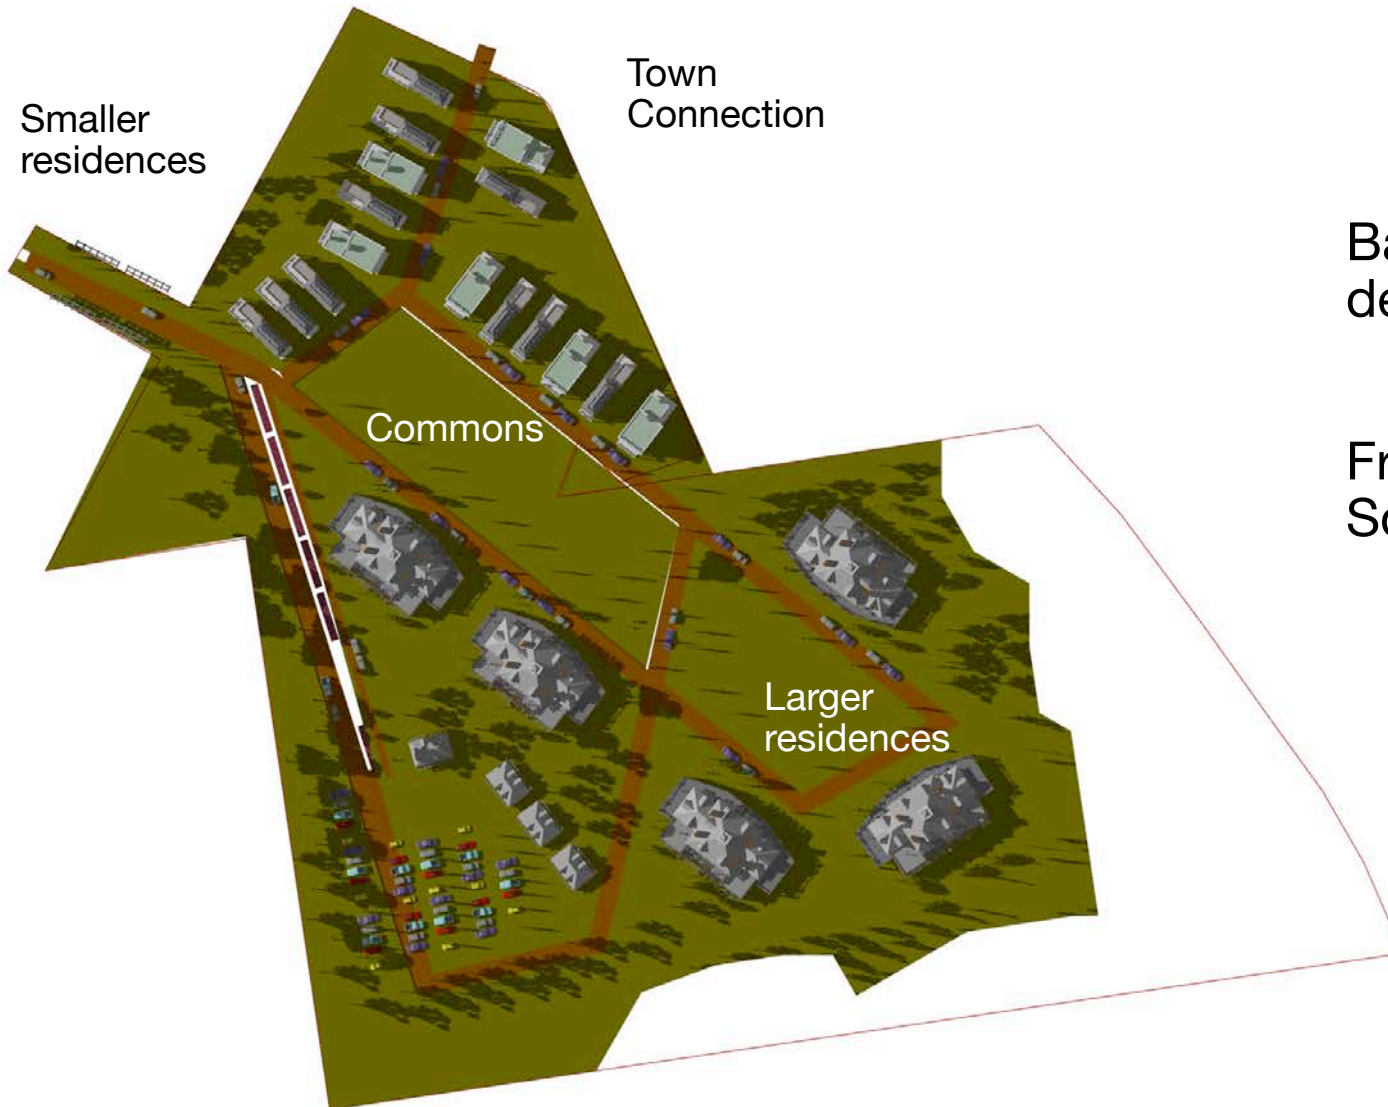 Town
Connection
Smaller
residences
Commons
Larger
residences